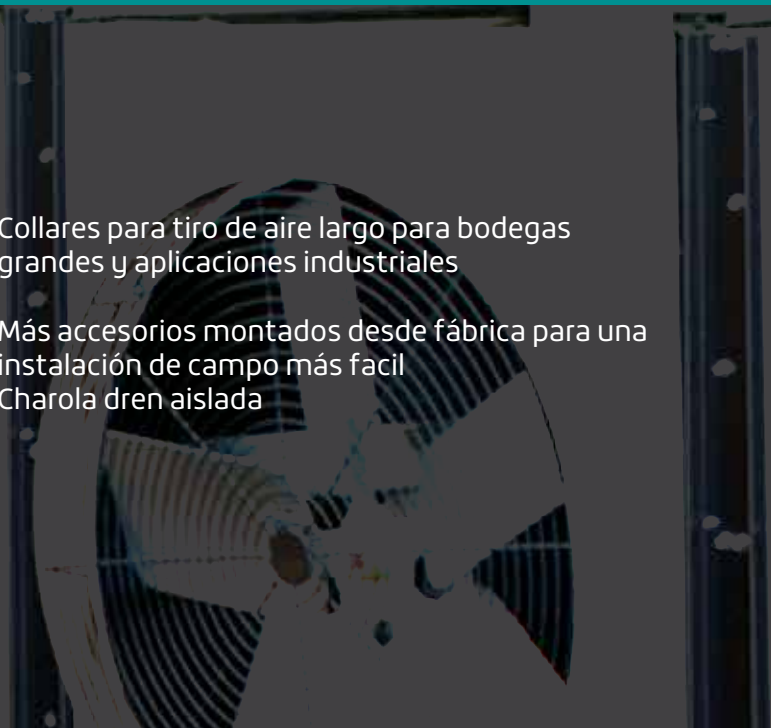 Collares para tiro de aire largo para bodegas
grandes y aplicaciones industriales
Más accesorios montados desde fábrica para una
instalación de campo más facil
Charola dren aislada